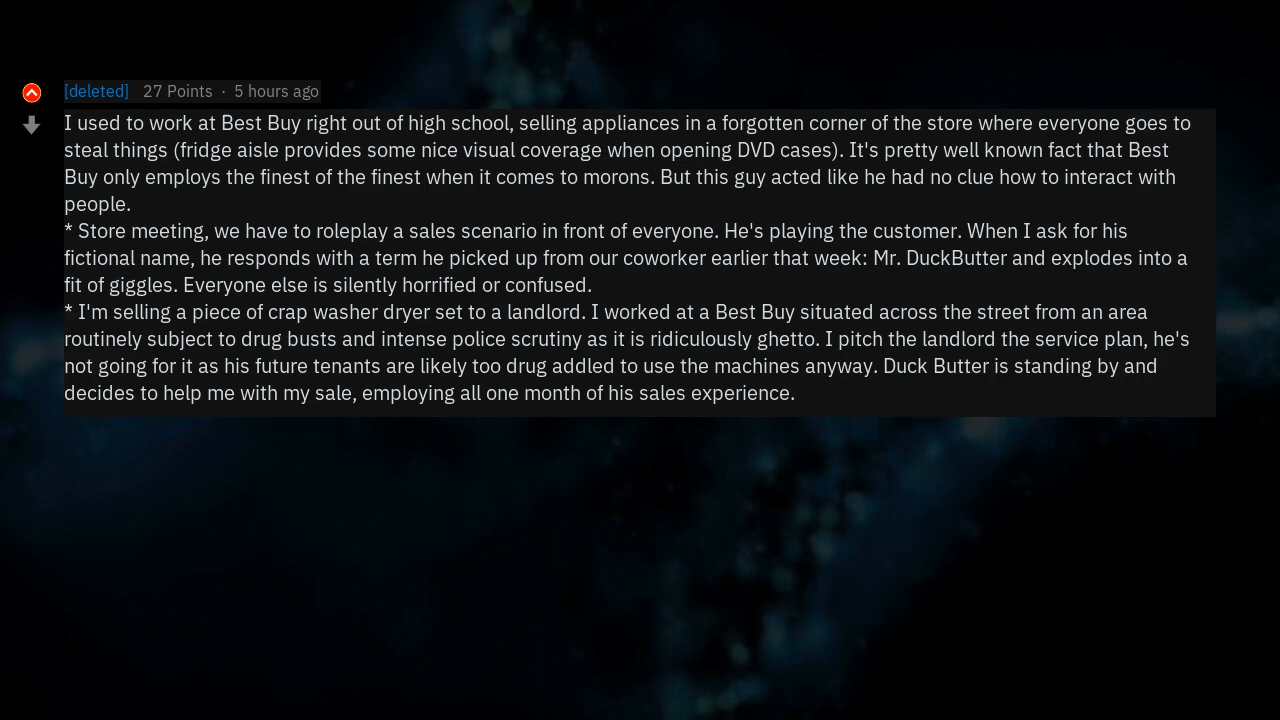 [deleted] 27 Points · 5 hours ago
I used to work at Best Buy right out of high school, selling appliances in a forgotten corner of the store where everyone goes to
steal things (fridge aisle provides some nice visual coverage when opening DVD cases). It's pretty well known fact that Best
Buy only employs the finest of the finest when it comes to morons. But this guy acted like he had no clue how to interact with
people.
* Store meeting, we have to roleplay a sales scenario in front of everyone. He's playing the customer. When I ask for his
fictional name, he responds with a term he picked up from our coworker earlier that week: Mr. DuckButter and explodes into a
fit of giggles. Everyone else is silently horrified or confused.
* I'm selling a piece of crap washer dryer set to a landlord. I worked at a Best Buy situated across the street from an area
routinely subject to drug busts and intense police scrutiny as it is ridiculously ghetto. I pitch the landlord the service plan, he's
not going for it as his future tenants are likely too drug addled to use the machines anyway. Duck Butter is standing by and
decides to help me with my sale, employing all one month of his sales experience.